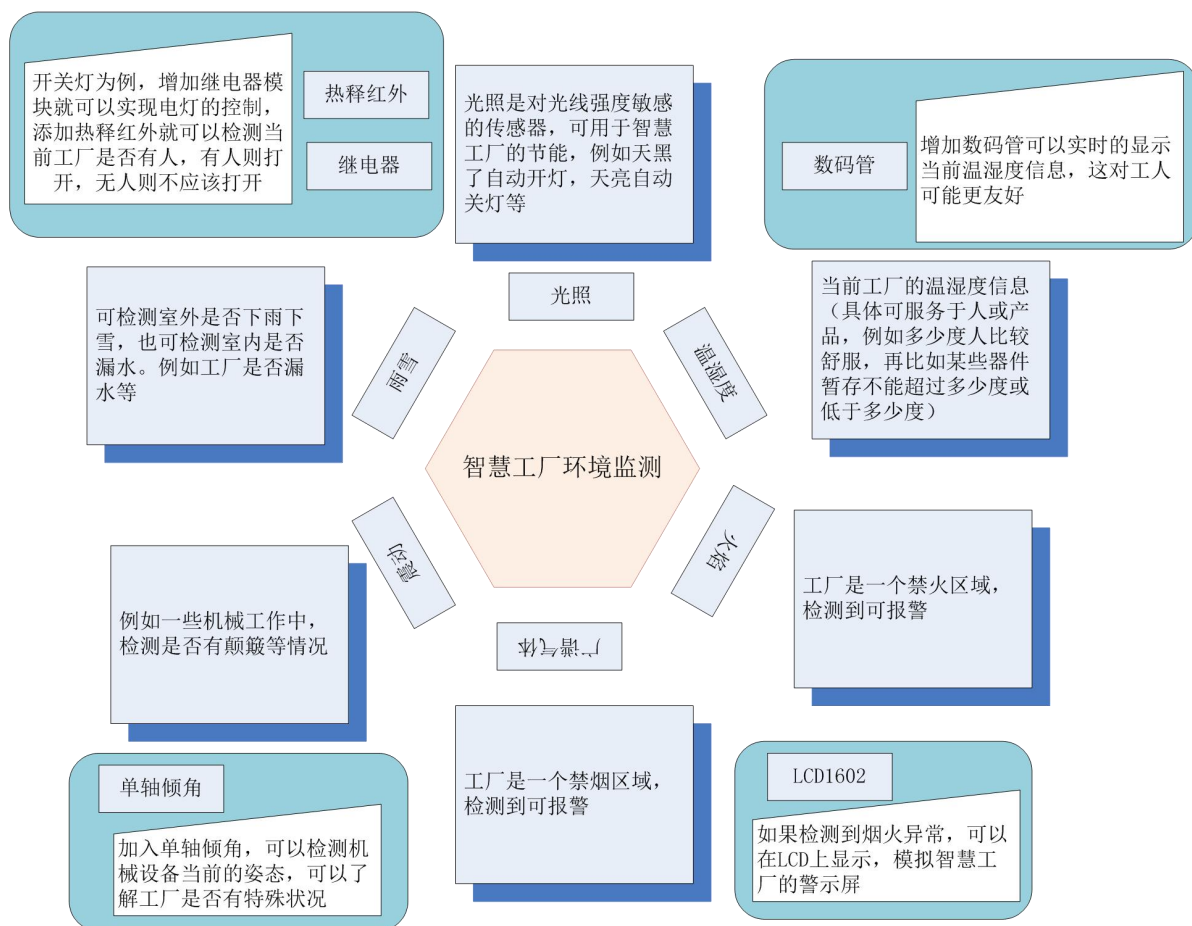 开关灯为例，增加继电器模
块就可以实现电灯的控制，
添加热释红外就可以检测当
前工厂是否有人，有人则打
开，无人则不应该打开
热释红外
继电器
光照是对光线强度敏感
的传感器，可用于智慧
工厂的节能，例如天黑
了自动开灯，天亮自动
关灯等
数码管
增加数码管可以实时的显示
当前温湿度信息，这对工人
可能更友好
可检测室外是否下雨下
雪，也可检测室内是否
漏水。例如工厂是否漏
水等
雨雪
光照
温湿度
当前工厂的温湿度信息
（具体可服务于人或产
品，例如多少度人比较
舒服，再比如某些器件
暂存不能超过多少度或
低于多少度）
智慧工厂环境监测
例如一些机械工作中，
检测是否有颠簸等情况
震动
广谱气体
火焰
工厂是一个禁火区域，
检测到可报警
单轴倾角
加入单轴倾角，可以检测机
械设备当前的姿态，可以了
解工厂是否有特殊状况
工厂是一个禁烟区域，
检测到可报警
LCD1602
如果检测到烟火异常，可以
在LCD上显示，模拟智慧工
厂的警示屏